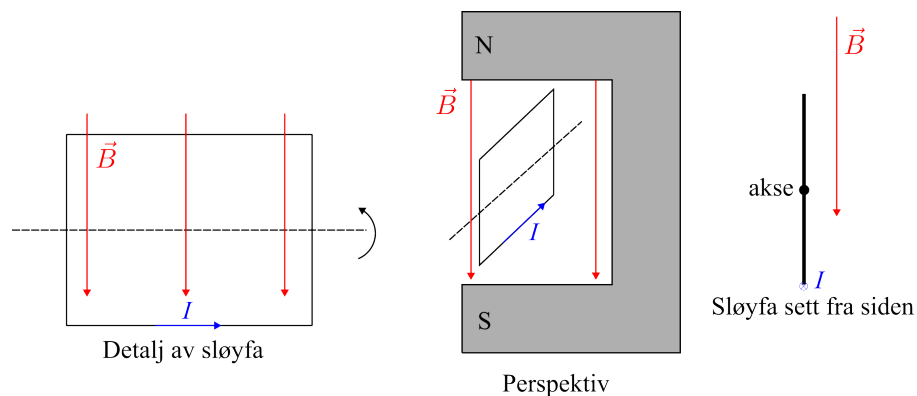 B⃗
I
Detalj av sløyfa
N
B⃗
I
S
Perspektiv
B⃗
akse
I
Sløyfa sett fra siden